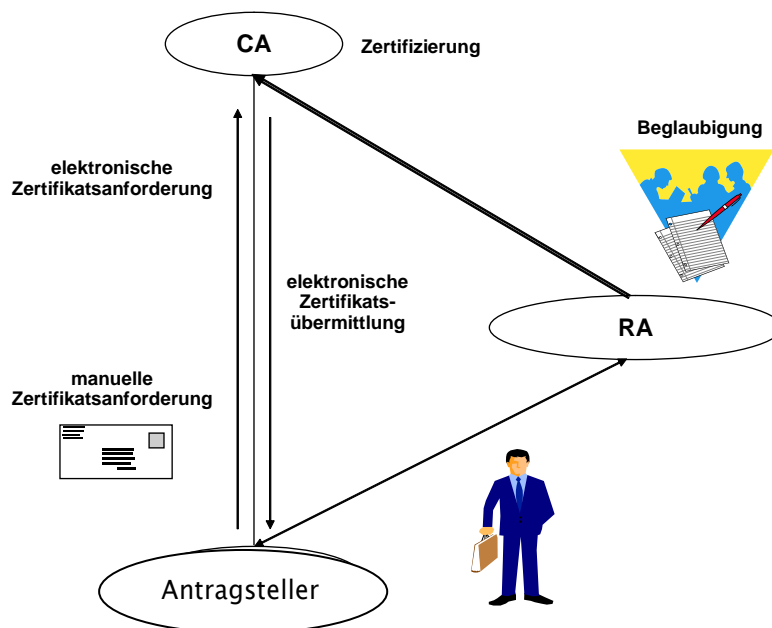 CA
Zertifizierung
Beglaubigung
elektronische
Zertifikatsanforderung
elektronische
Zertifikats-
übermittlung
RA
manuelle
Zertifikatsanforderung
Antragsteller